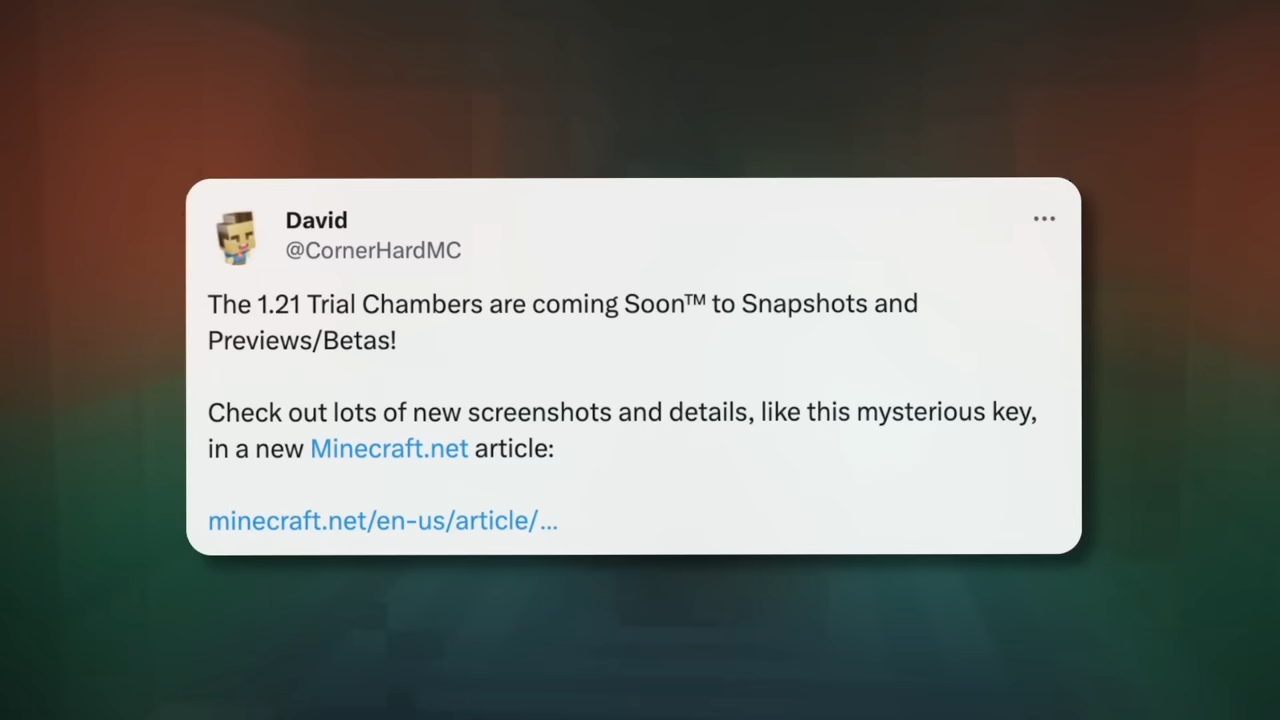 David
@CornerHardMC
The 1.21 Trial Chambers are coming Soon™ to Snapshots and
Previews/Betas!
Check out lots of new screenshots and details, like this mysterious key,
in a new Minecraft.net article:
minecraft.net/en-us/article/...